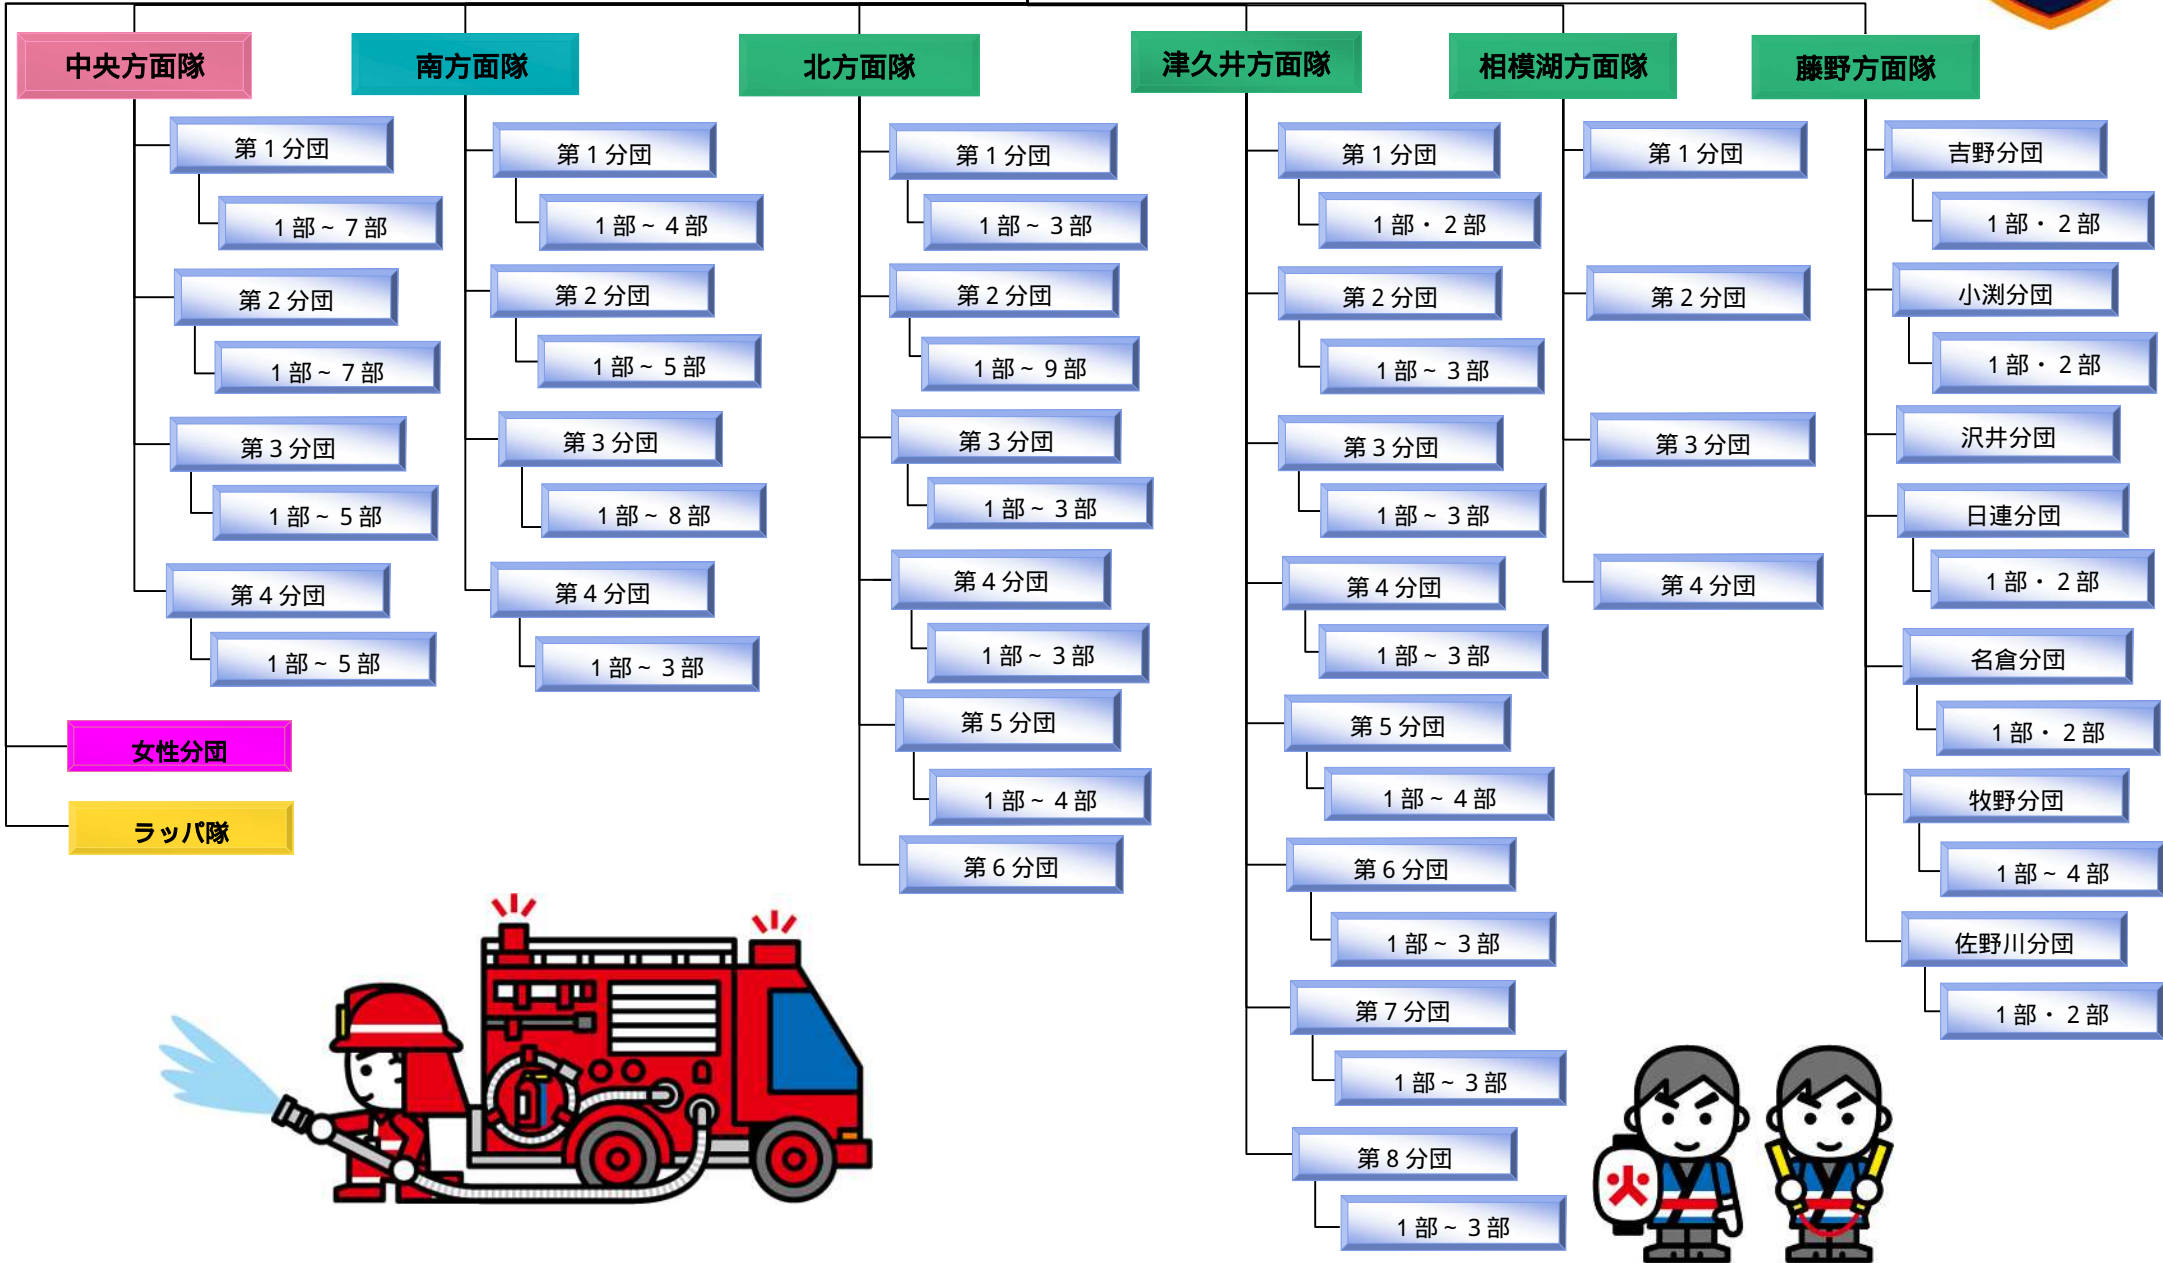 中央方面隊
第1分団
1部~ 7部
第2分団
1部~ 7部
第3分団
1部~ 5部
第4分団
1部~ 5部
女性分団
ラッパ隊
南方面隊
第1分団
1部~ 4部
第2分団
1部~ 5部
第3分団
1部~ 8部
第4分団
1部~ 3部
北方面隊
第1分団
1部~ 3部
第2分団
1部~ 9部
第3分団
1部~ 3部
第4分団
1部~ 3部
第5分団
1部~ 4部
第6分団
津久井方面隊
第1分団
1部・ 2部
第2分団
1部~ 3部
第3分団
1部~ 3部
第4分団
1部~ 3部
第5分団
1部~ 4部
第6分団
1部~ 3部
第7分団
1部~ 3部
第8分団
1部~ 3部
相模湖方面隊
第1分団
第2分団
第3分団
第4分団
藤野方面隊
吉野分団
1部・ 2部
小渕分団
1部・ 2部
沢井分団
日連分団
1部・ 2部
名倉分団
1部・ 2部
牧野分団
1部~ 4部
佐野川分団
1部・ 2部
火